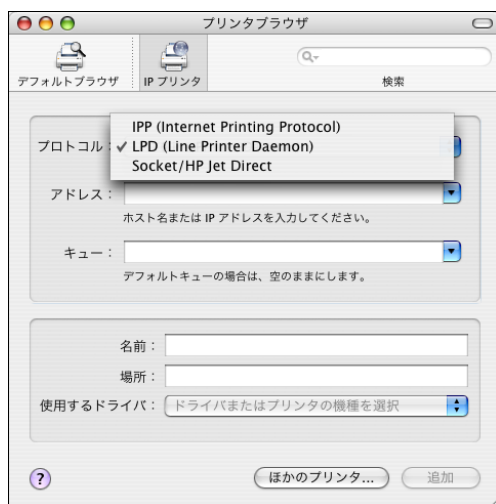 プリンタブラウザ
デフォルトブラウザ
IP プリンタ
検索
プロトコル：
IPP (Internet Printing Protocol)
✓ LPD (Line Printer Daemon)
Socket/HP Jet Direct
アドレス：
ホスト名または IP アドレスを入力してください。
キュー：
デフォルトキューの場合は、空のままにします。
名前：
場所：
使用するドライバ： ドライバまたはプリンタの機種を選択
?
ほかのプリンタ... 追加